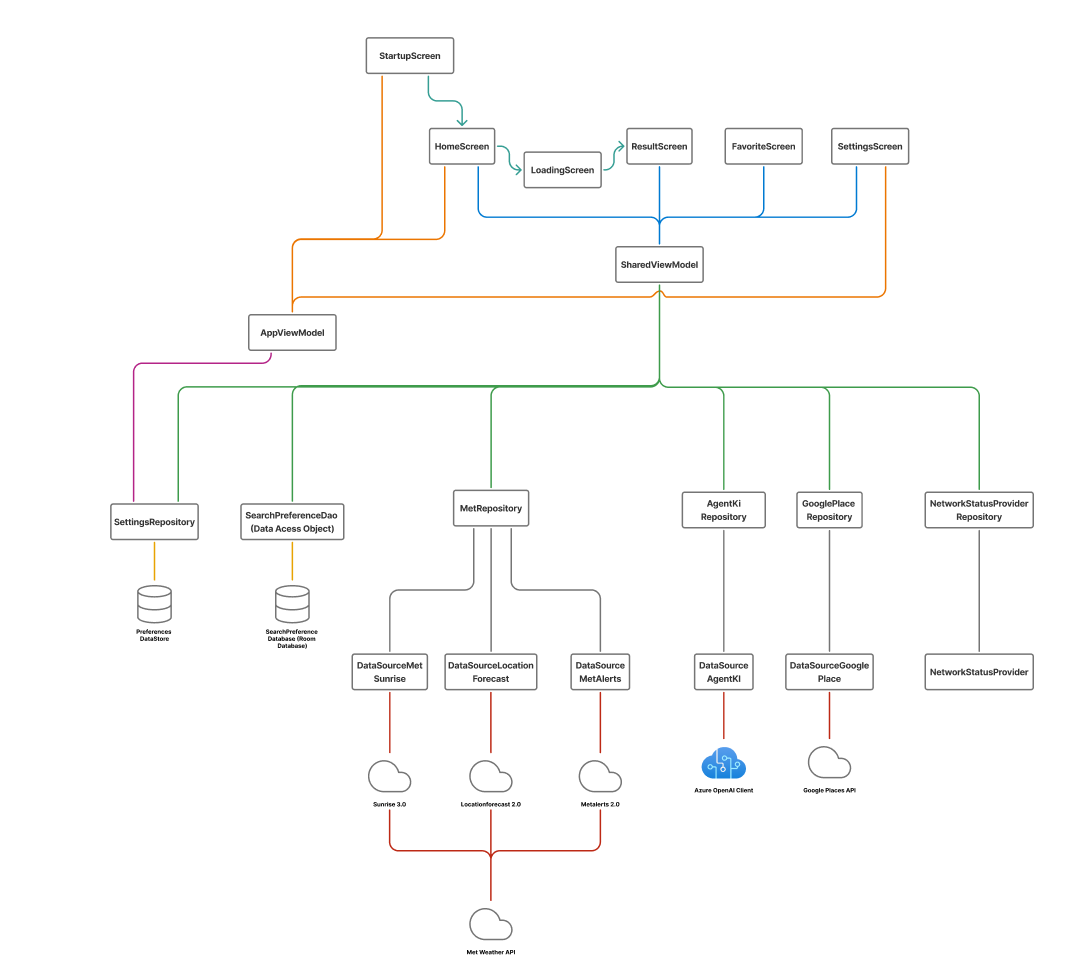 StartupScreen
HomeScreen
LoadingScreen
ResultScreen
FavoriteScreen
SettingsScreen
SharedViewModel
AppViewModel
SettingsRepository
SearchPreferenceDao
(Data Acess Object)
MetRepository
AgentKi
Repository
GooglePlace
Repository
NetworkStatusProvider
Repository
Preferences
DataStore
SearchPreference
Database (Room
Database)
DataSourceMet
Sunrise
DataSourceLocation
Forecast
DataSource
MetAlerts
DataSource
AgentKI
DataSourceGoogle
Place
NetworkStatusProvider
Sunrise 3.0
Locationforecast 2.0
Metalerts 2.0
Azure OpenAI Client
Google Places API
Met Weather API